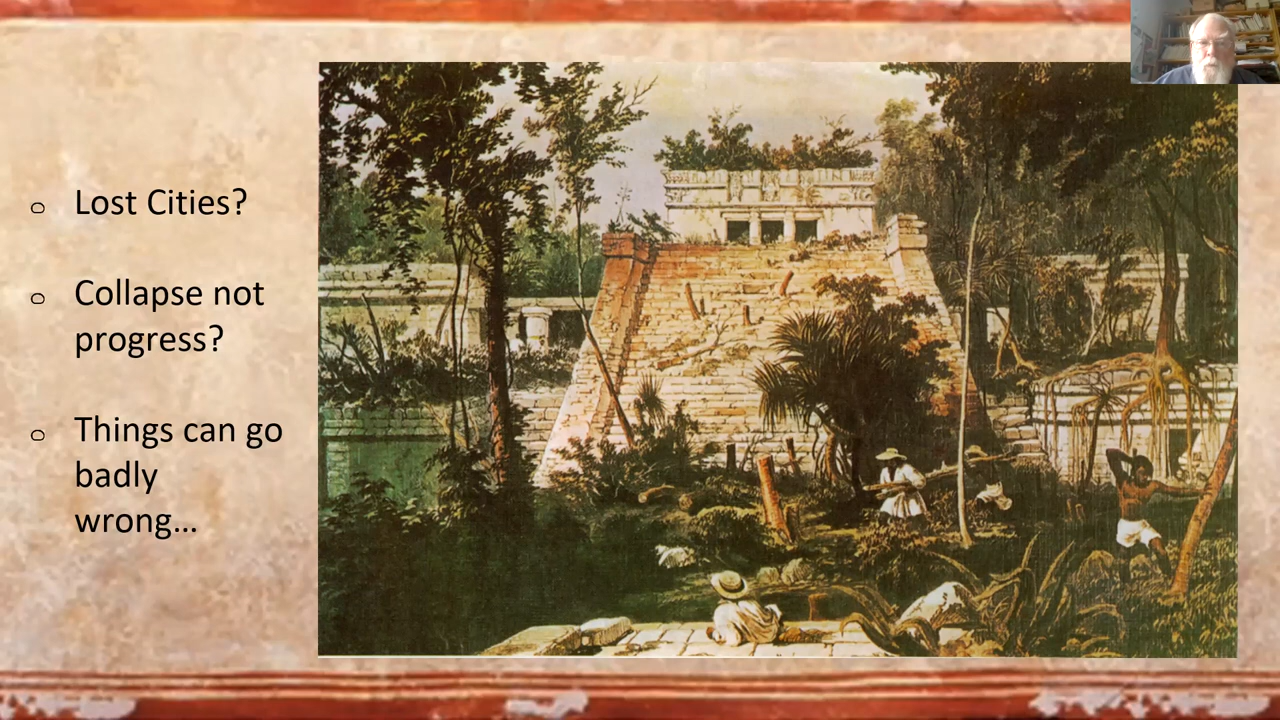 Lost Cities?
Collapse not
progress?
Things can go
badly
wrong…